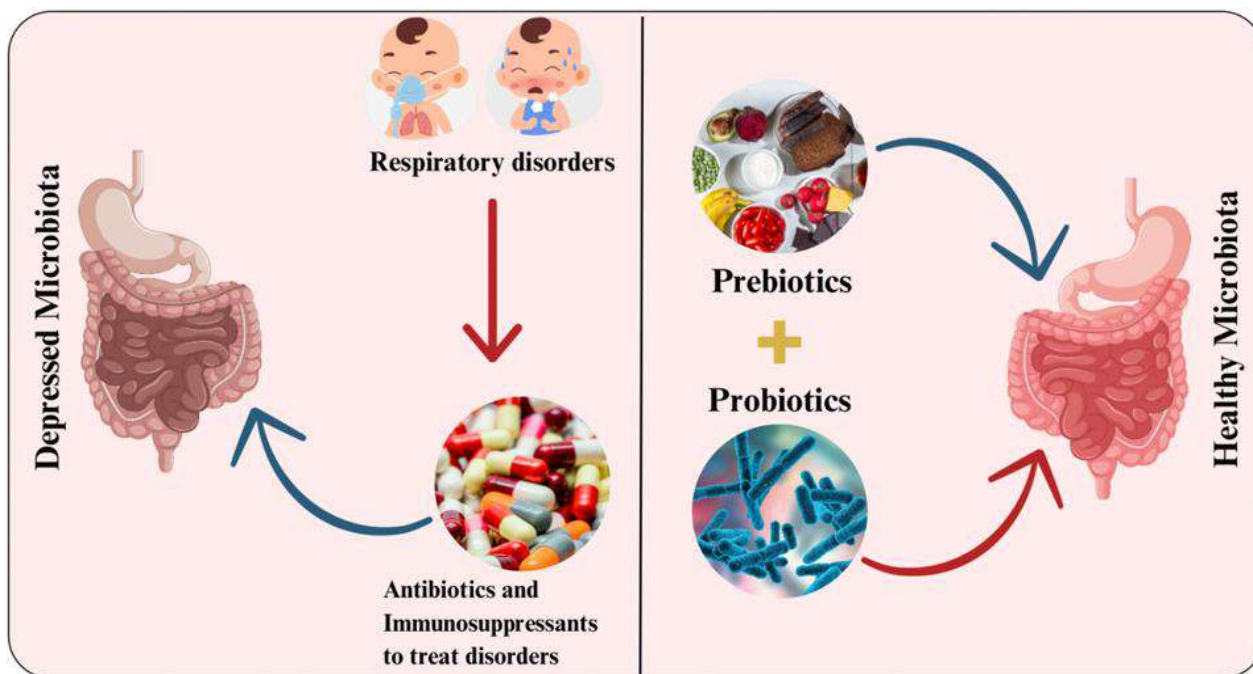 Depressed Microbiota
Respiratory disorders
Antibiotics and
Immunosuppressants
to treat disorders
Prebiotics
Probiotics
Healthy Microbiota